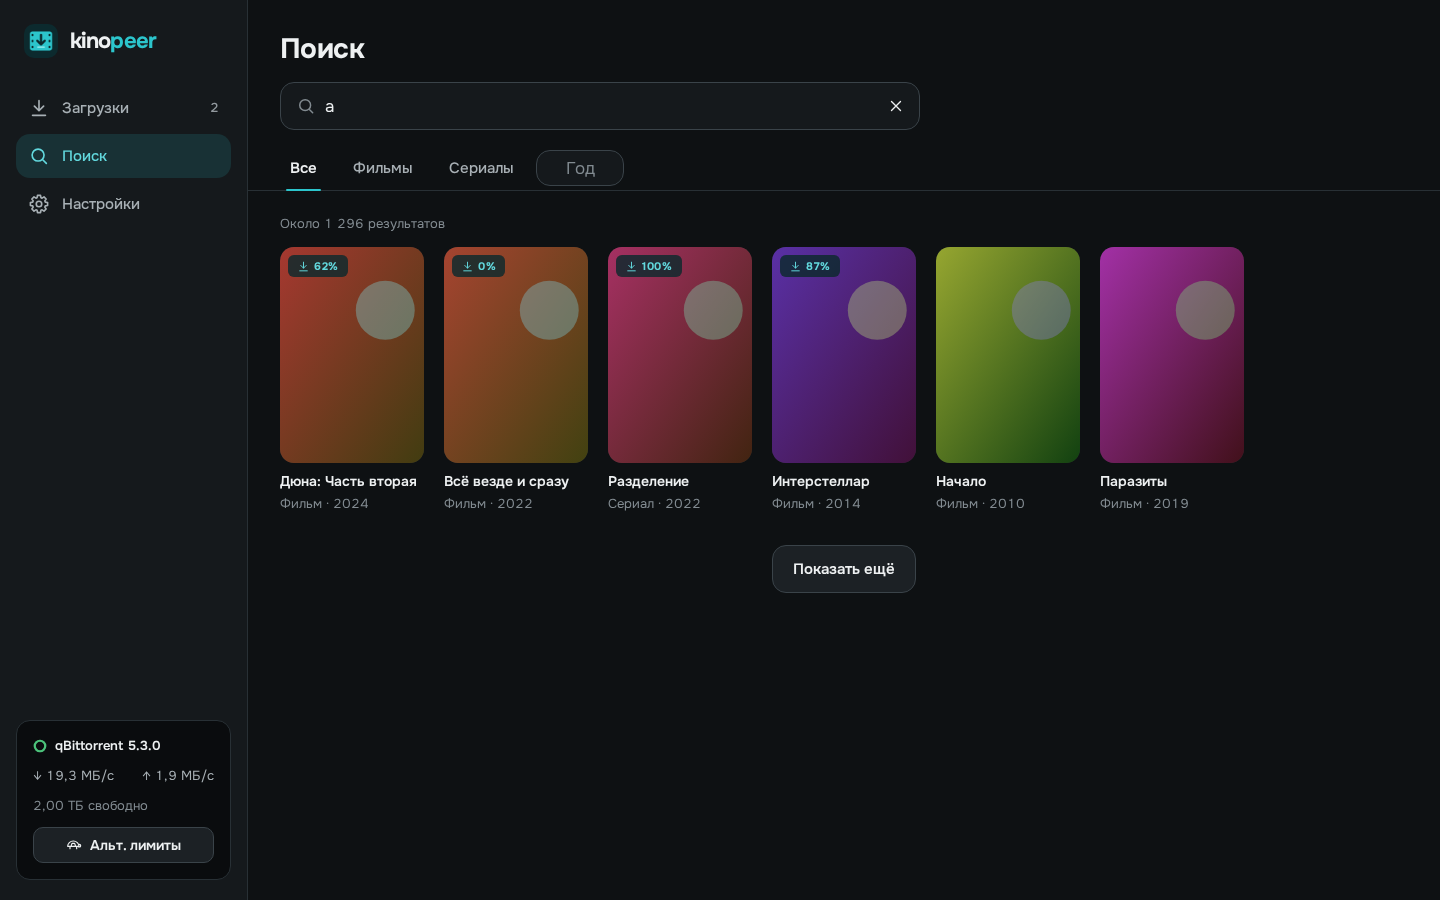 kinopeer
Загрузки 2
Поиск
Настройки
qBittorrent 5.3.0
↓ 19,3 МБ/с ↑ 1,9 МБ/с
2,00 ТБ свободно
Альт. лимиты
Поиск
а
Все Фильмы Сериалы Год
Около 1 296 результатов
62% 0% 100% 87%
Дюна: Часть вторая Всё везде и сразу Разделение Интерстеллар Начало Паразиты
Фильм · 2024 Фильм · 2022 Сериал · 2022 Фильм · 2014 Фильм · 2010 Фильм · 2019
Показать ещё